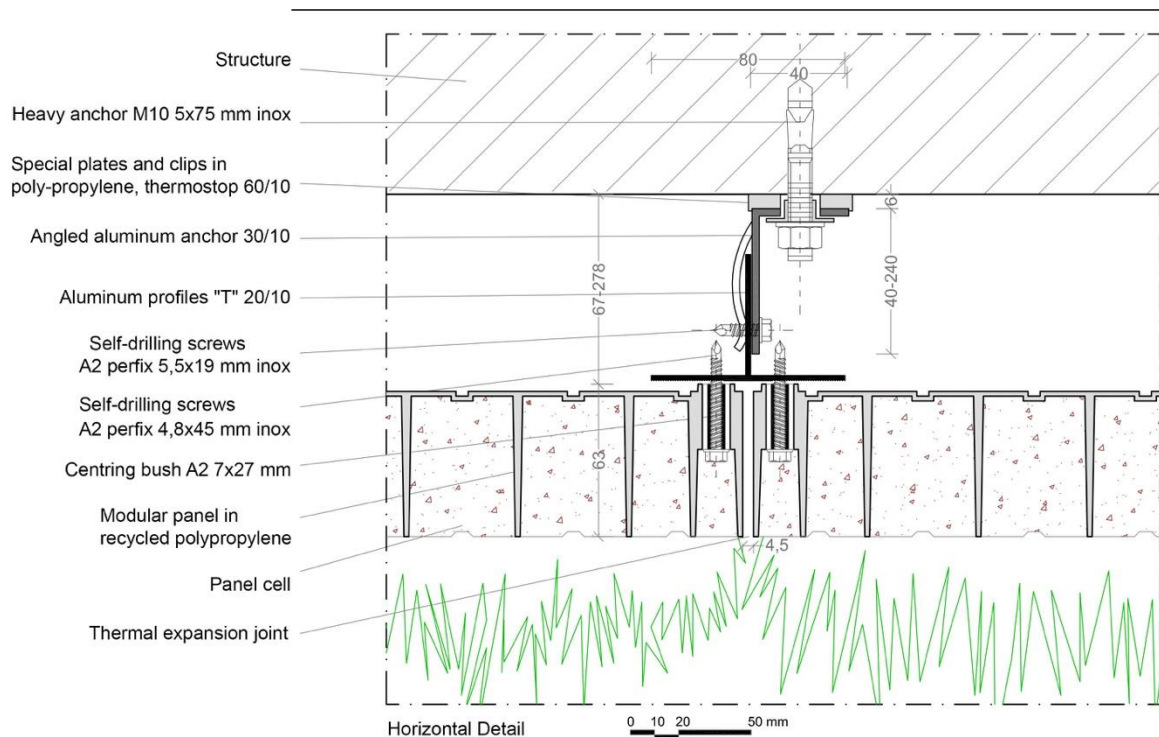 Structure
Heavy anchor M10 5x75 mm inox
Special plates and clips in
poly-propylene, thermostop 60/10
Angled aluminum anchor 30/10
Aluminum profiles "T" 20/10
Self-drilling screws
A2 perfix 5,5x19 mm inox
Self-drilling screws
A2 perfix 4,8x45 mm inox
Centring bush A2 7x27 mm
Modular panel in
recycled polypropylene
Panel cell
Thermal expansion joint
80
40
6
67-278
40-240
63
4,5
Horizontal Detail
0 10 20 50 mm